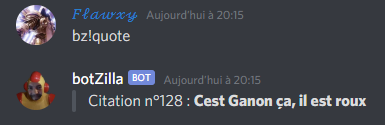 Flawxy Aujourd'hui à 20:15
bz!quote
botZilla BOT Aujourd'hui à 20:15
Citation n°128 : Cest Ganon ça, il est roux